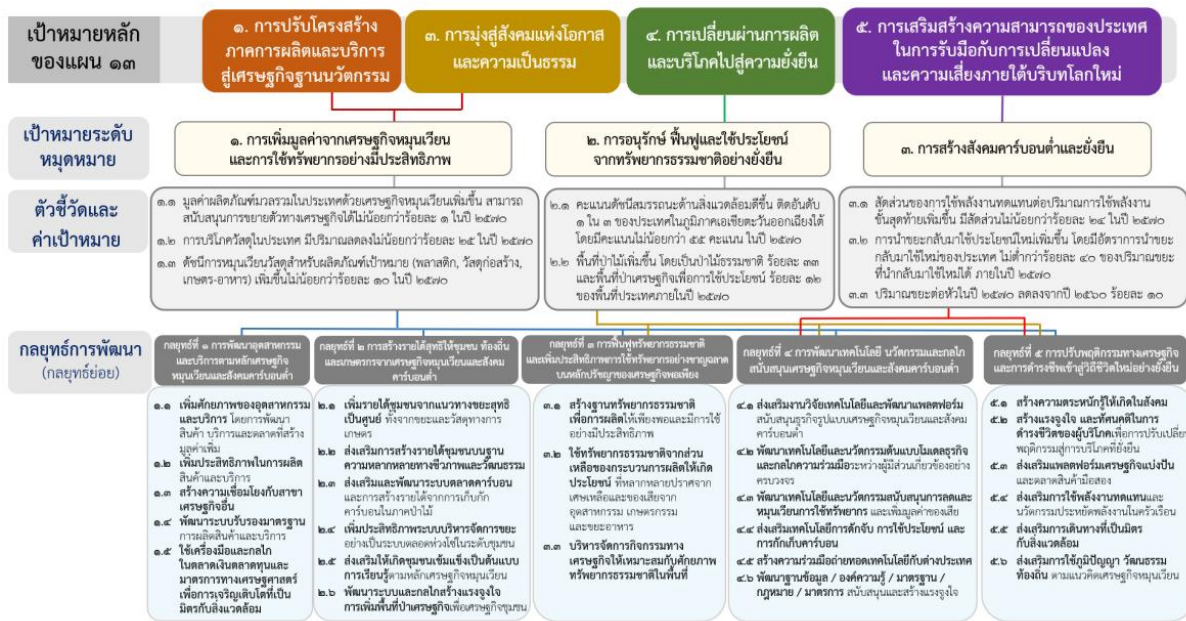 เป้าหมายหลัก
ของแผน ๑๓
๑. การปรับโครงสร้าง
ภาคการผลิตและบริการ
สู่เศรษฐกิจฐานนวัตกรรม
๓. การมุ่งสู่สังคมแห่งโอกาส
และความเป็นธรรม
๔. การเปลี่ยนผ่านการผลิต
และบริโภคไปสู่ความยั่งยืน
๕. การเสริมสร้างความสามารถของประเทศ
ในการรับมือกับการเปลี่ยนแปลง
และความเสี่ยงภายใต้บริบทโลกใหม่
เป้าหมายระดับ
หมุดหมาย
๑. การเพิ่มมูลค่าจากเศรษฐกิจหมุนเวียน
และการใช้ทรัพยากรอย่างมีประสิทธิภาพ
๒. การอนุรักษ์ ฟื้นฟูและใช้ประโยชน์
จากทรัพยากรธรรมชาติอย่างยั่งยืน
๓. การสร้างสังคมคาร์บอนต่ำและยั่งยืน
ตัวชี้วัดและ
ค่าเป้าหมาย
๑.๑ มูลค่าผลิตภัณฑ์มวลรวมในประเทศด้วยเศรษฐกิจหมุนเวียนเพิ่มขึ้น สามารถ
สนับสนุนการขยายตัวทางเศรษฐกิจได้ไม่น้อยกว่าร้อยละ ๑ ในปี ๒๕๗๐
๑.๒ การบริโภควัสดุในประเทศ มีปริมาณลดลงไม่น้อยกว่าร้อยละ ๒๕ ในปี ๒๕๗๐
๑.๓ ดัชนีการหมุนเวียนวัสดุสำหรับผลิตภัณฑ์เป้าหมาย (พลาสติก, วัสดุก่อสร้าง,
เกษตร-อาหาร) เพิ่มขึ้นไม่น้อยกว่าร้อยละ ๑๐ ในปี ๒๕๗๐
๒.๑ คะแนนดัชนีสมรรถนะด้านสิ่งแวดล้อมดีขึ้น ติดอันดับ
๑ ใน ๓ ของประเทศในภูมิภาคเอเชียตะวันออกเฉียงใต้
โดยมีคะแนนไม่น้อยกว่า ๕๕ คะแนน ในปี ๒๕๗๐
๒.๒ พื้นที่ป่าไม้เพิ่มขึ้น โดยเป็นป่าไม้ธรรมชาติ ร้อยละ ๓๓
และพื้นที่ป่าเศรษฐกิจเพื่อการใช้ประโยชน์ ร้อยละ ๑๒
ของพื้นที่ประเทศภายในปี ๒๕๗๐
๓.๑ สัดส่วนของการใช้พลังงานทดแทนต่อปริมาณการใช้พลังงาน
ขั้นสุดท้ายเพิ่มขึ้น มีสัดส่วนไม่น้อยกว่าร้อยละ ๒๔ ในปี ๒๕๗๐
๓.๒ การนำขยะกลับมาใช้ประโยชน์ใหม่เพิ่มขึ้น โดยมีอัตราการนำขยะ
กลับมาใช้ใหม่ของประเทศ ไม่ต่ำกว่าร้อยละ ๔๐ ของปริมาณขยะ
ที่นำกลับมาใช้ใหม่ได้ ภายในปี ๒๕๗๐
๓.๓ ปริมาณขยะต่อหัวในปี ๒๕๗๐ ลดลงจากปี ๒๕๖๐ ร้อยละ ๑๐
กลยุทธ์การพัฒนา
(กลยุทธ์ย่อย)
กลยุทธ์ที่ ๑ การพัฒนาอุตสาหกรรม
และบริการตามหลักเศรษฐกิจ
หมุนเวียนและสังคมคาร์บอนต่ำ
๑.๑ เพิ่มศักยภาพของอุตสาหกรรม
และบริการ โดยการพัฒนา
สินค้า บริการและตลาดที่สร้าง
มูลค่าเพิ่ม
๑.๒ เพิ่มประสิทธิภาพในการผลิต
สินค้าและบริการ
๑.๓ สร้างความเชื่อมโยงกับสาขา
เศรษฐกิจอื่น
๑.๔ พัฒนาระบบรับรองมาตรฐาน
การผลิตสินค้าและบริการ
๑.๕ ใช้เครื่องมือและกลไก
ในตลาดเงินตลาดทุนและ
มาตรการทางเศรษฐศาสตร์
เพื่อการเจริญเติบโตที่เป็น
มิตรกับสิ่งแวดล้อม
กลยุทธ์ที่ ๒ การสร้างรายได้สุทธิให้ชุมชน ท้องถิ่น
และเกษตรกรจากเศรษฐกิจหมุนเวียนและสังคม
คาร์บอนต่ำ
๒.๑ เพิ่มรายได้ชุมชนจากแนวทางขยะสุทธิ
เป็นศูนย์ ทั้งจากขยะและวัสดุทางการ
เกษตร
๒.๒ ส่งเสริมการสร้างรายได้ชุมชนบนฐาน
ความหลากหลายทางชีวภาพและวัฒนธรรม
๒.๓ ส่งเสริมและพัฒนาระบบตลาดคาร์บอน
และการสร้างรายได้จากการเก็บกัก
คาร์บอนในภาคป่าไม้
๒.๔ เพิ่มประสิทธิภาพระบบบริหารจัดการขยะ
อย่างเป็นระบบตลอดห่วงโซ่ในระดับชุมชน
๒.๕ ส่งเสริมให้เกิดชุมชนเข้มแข็งเป็นต้นแบบ
การเรียนรู้ตามหลักเศรษฐกิจหมุนเวียน
๒.๖ พัฒนาระบบและกลไกสร้างแรงจูงใจ
การเพิ่มพื้นที่ป่าเศรษฐกิจเพื่อเศรษฐกิจชุมชน
กลยุทธ์ที่ ๓ การฟื้นฟูทรัพยากรธรรมชาติ
และเพิ่มประสิทธิภาพการใช้ทรัพยากรอย่างชาญฉลาด
บนหลักปรัชญาของเศรษฐกิจพอเพียง
๓.๑ สร้างฐานทรัพยากรธรรมชาติ
เพื่อการผลิตให้เพียงพอและมีการใช้
อย่างมีประสิทธิภาพ
๓.๒ ใช้ทรัพยากรธรรมชาติจากส่วน
เหลือของกระบวนการผลิตให้เกิด
ประโยชน์ ที่หลากหลายปราศจาก
เศษเหลือและของเสียจาก
อุตสาหกรรม เกษตรกรรม
และขยะอาหาร
๓.๓ บริหารจัดการกิจกรรมทาง
เศรษฐกิจให้เหมาะสมกับศักยภาพ
ทรัพยากรธรรมชาติในพื้นที่
กลยุทธ์ที่ ๔ การพัฒนาเทคโนโลยี นวัตกรรมและกลไก
สนับสนุนเศรษฐกิจหมุนเวียนและสังคมคาร์บอนต่ำ
๔.๑ ส่งเสริมงานวิจัยเทคโนโลยีและพัฒนาแพลตฟอร์ม
สนับสนุนธุรกิจรูปแบบเศรษฐกิจหมุนเวียนและสังคม
คาร์บอนต่ำ
๔.๒ พัฒนาเทคโนโลยีและนวัตกรรมต้นแบบโมเดลธุรกิจ
และกลไกความร่วมมือระหว่างผู้มีส่วนเกี่ยวข้องอย่าง
ครบวงจร
๔.๓ พัฒนาเทคโนโลยีและนวัตกรรมสนับสนุนการลดและ
หมุนเวียนการใช้ทรัพยากร และเพิ่มมูลค่าของเสีย
๔.๔ ส่งเสริมเทคโนโลยีการดักจับ การใช้ประโยชน์ และ
การกักเก็บคาร์บอน
๔.๕ สร้างความร่วมมือถ่ายทอดเทคโนโลยีกับต่างประเทศ
๔.๖ พัฒนาฐานข้อมูล / องค์ความรู้ / มาตรฐาน /
กฎหมาย / มาตรการ สนับสนุนและสร้างแรงจูงใจ
กลยุทธ์ที่ ๕ การปรับพฤติกรรมทางเศรษฐกิจ
และการดำรงชีพเข้าสู่วิถีชีวิตใหม่อย่างยั่งยืน
๕.๑ สร้างความตระหนักรู้ให้เกิดในสังคม
๕.๒ สร้างแรงจูงใจ และทัศนคติในการ
ดำรงชีวิตของผู้บริโภคเพื่อการปรับเปลี่ยน
พฤติกรรมสู่การบริโภคที่ยั่งยืน
๕.๓ ส่งเสริมแพลตฟอร์มเศรษฐกิจแบ่งปัน
และตลาดสินค้ามือสอง
๕.๔ ส่งเสริมการใช้พลังงานทดแทนและ
นวัตกรรมประหยัดพลังงานในครัวเรือน
๕.๕ ส่งเสริมการเดินทางที่เป็นมิตร
กับสิ่งแวดล้อม
๕.๖ ส่งเสริมการใช้ภูมิปัญญา วัฒนธรรม
ท้องถิ่น ตามแนวคิดเศรษฐกิจหมุนเวียน